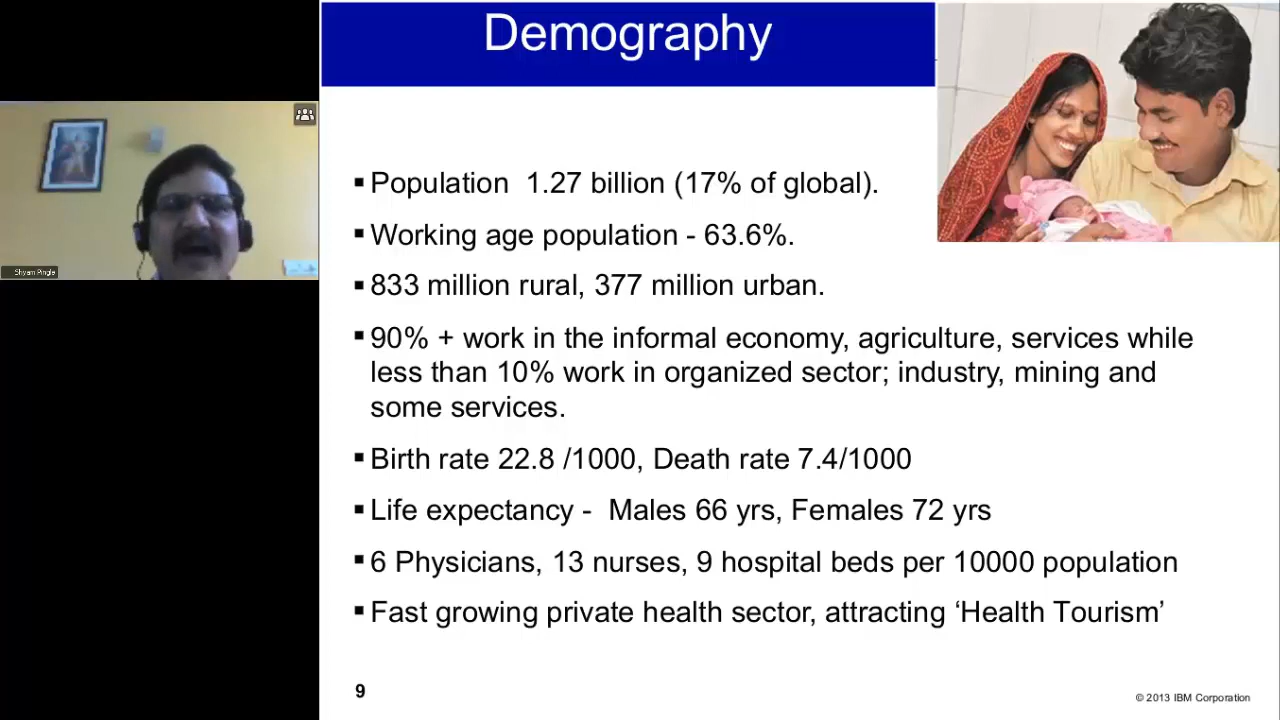 Demography
Shyam Pingle
▪ Population 1.27 billion (17% of global).
▪ Working age population - 63.6%.
▪ 833 million rural, 377 million urban.
▪ 90% + work in the informal economy, agriculture, services while
less than 10% work in organized sector; industry, mining and
some services.
▪ Birth rate 22.8 /1000, Death rate 7.4/1000
▪ Life expectancy - Males 66 yrs, Females 72 yrs
▪ 6 Physicians, 13 nurses, 9 hospital beds per 10000 population
▪ Fast growing private health sector, attracting ‘Health Tourism’
9
© 2013 IBM Corporation